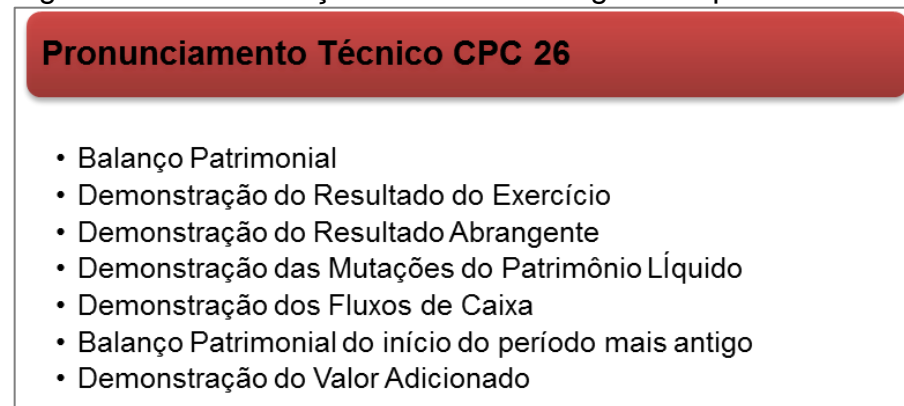 Pronunciamento Técnico CPC 26
• Balanço Patrimonial
• Demonstração do Resultado do Exercício
• Demonstração do Resultado Abrangente
• Demonstração das Mutações do Patrimônio LÍquido
• Demonstração dos Fluxos de Caixa
• Balanço Patrimonial do início do período mais antigo
• Demonstração do Valor Adicionado